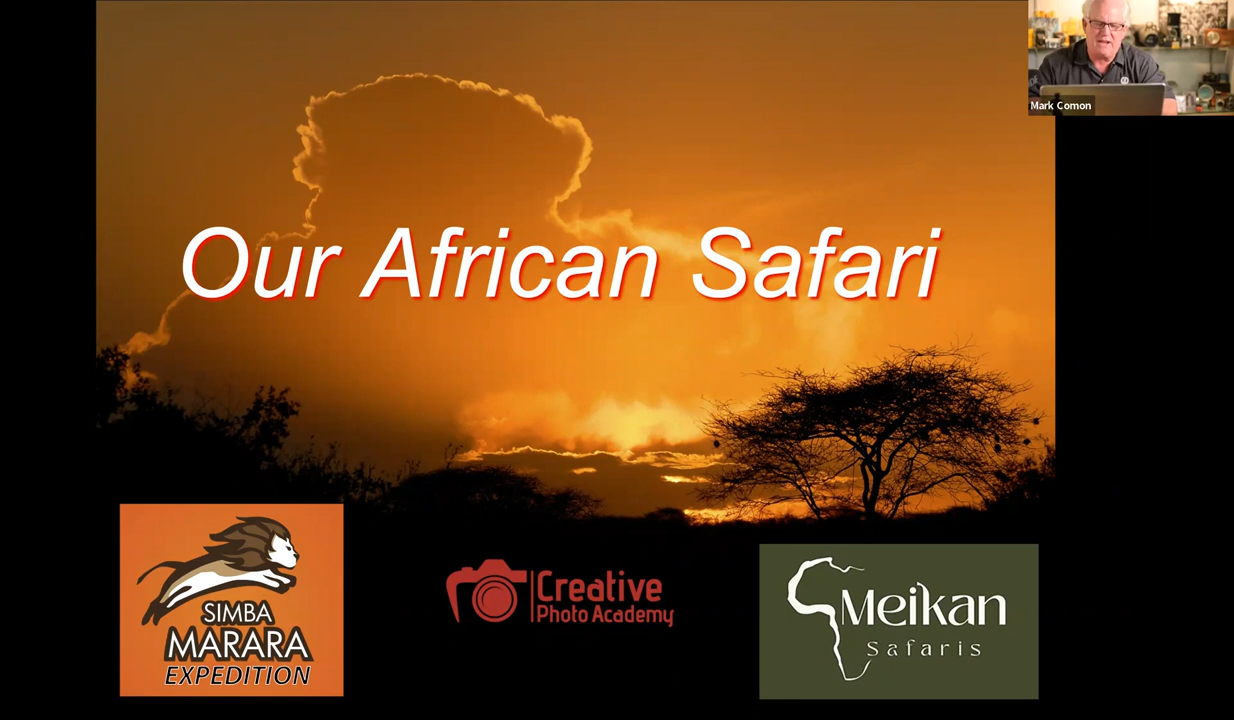 Mark Comon
Our African Safari
SIMBA
MARARA
EXPEDITION
Creative
Photo Academy
Meikan
Safaris